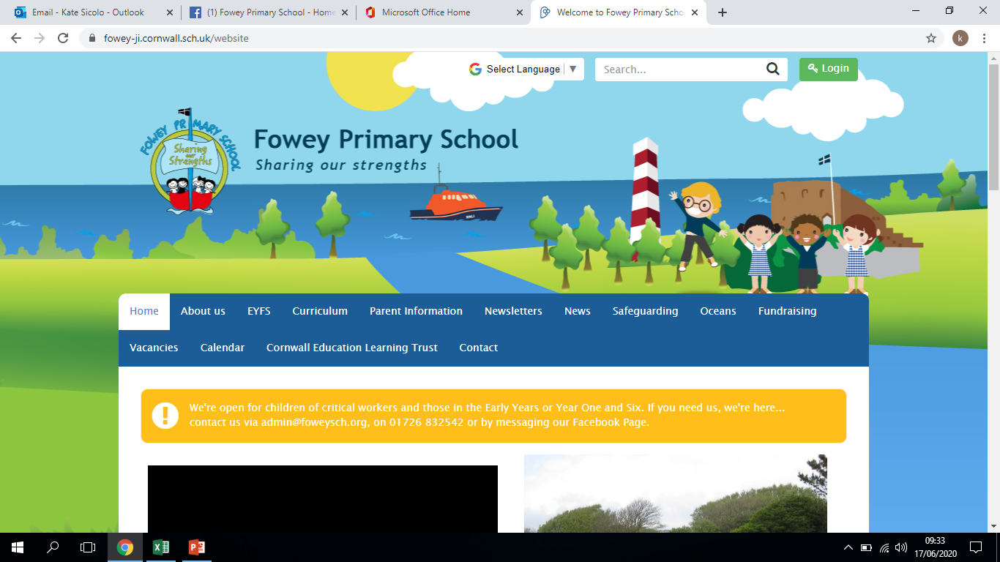 Email - Kate Sicolo - Outlook
(1) Fowey Primary School - Home
Microsoft Office Home
Welcome to Fowey Primary Scho
fowey-ji.cornwall.sch.uk/website
k
Select Language ▼
Search...
Login
FOWEY PRIMARY SCHOOL
Sharing
our
Strengths
Fowey Primary School
Sharing our strengths
RNLI
Home About us EYFS Curriculum Parent Information Newsletters News Safeguarding Oceans Fundraising
Vacancies Calendar Cornwall Education Learning Trust Contact
We're open for children of critical workers and those in the Early Years or Year One and Six. If you need us, we're here...
contact us via admin@foweysch.org, on 01726 832542 or by messaging our Facebook Page.
09:33
17/06/2020